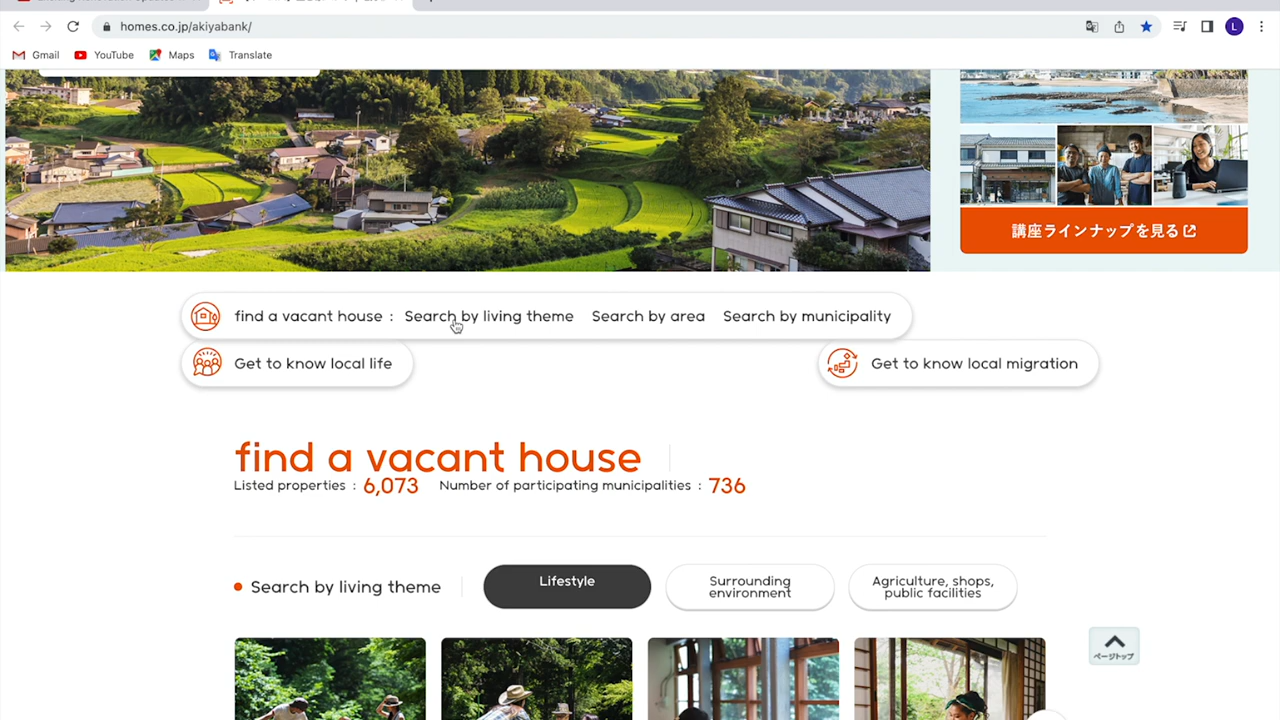 homes.co.jp/akiyabank/
Gmail YouTube Maps Translate
L
講座ラインナップを見る
find a vacant house : Search by living theme Search by area Search by municipality
Get to know local life
Get to know local migration
find a vacant house
Listed properties : 6,073 Number of participating municipalities : 736
Search by living theme
Lifestyle
Surrounding
environment
Agriculture, shops,
public facilities
ページトップ